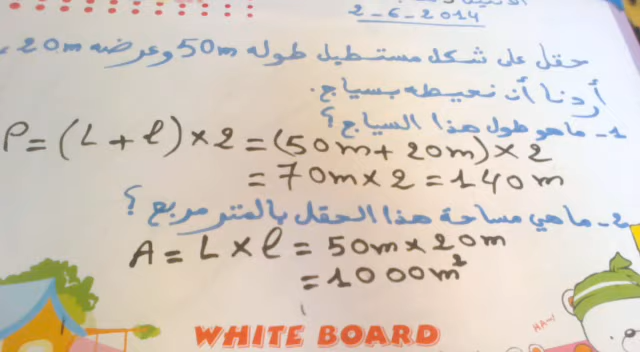 2-6-2014
حقل على شكل مستطيل طوله 50m وعرضه 20m،
أردنا أن نحيطه بسياج.
1- ماهو طول هذا السياج؟
P = (L + l) × 2 = (50m + 20m) × 2
= 70m × 2 = 140m
2- ماهي مساحة هذا الحقل بالمتر مربع؟
A = L × l = 50m × 20m
= 1000m²
HA~
WHITE BOARD